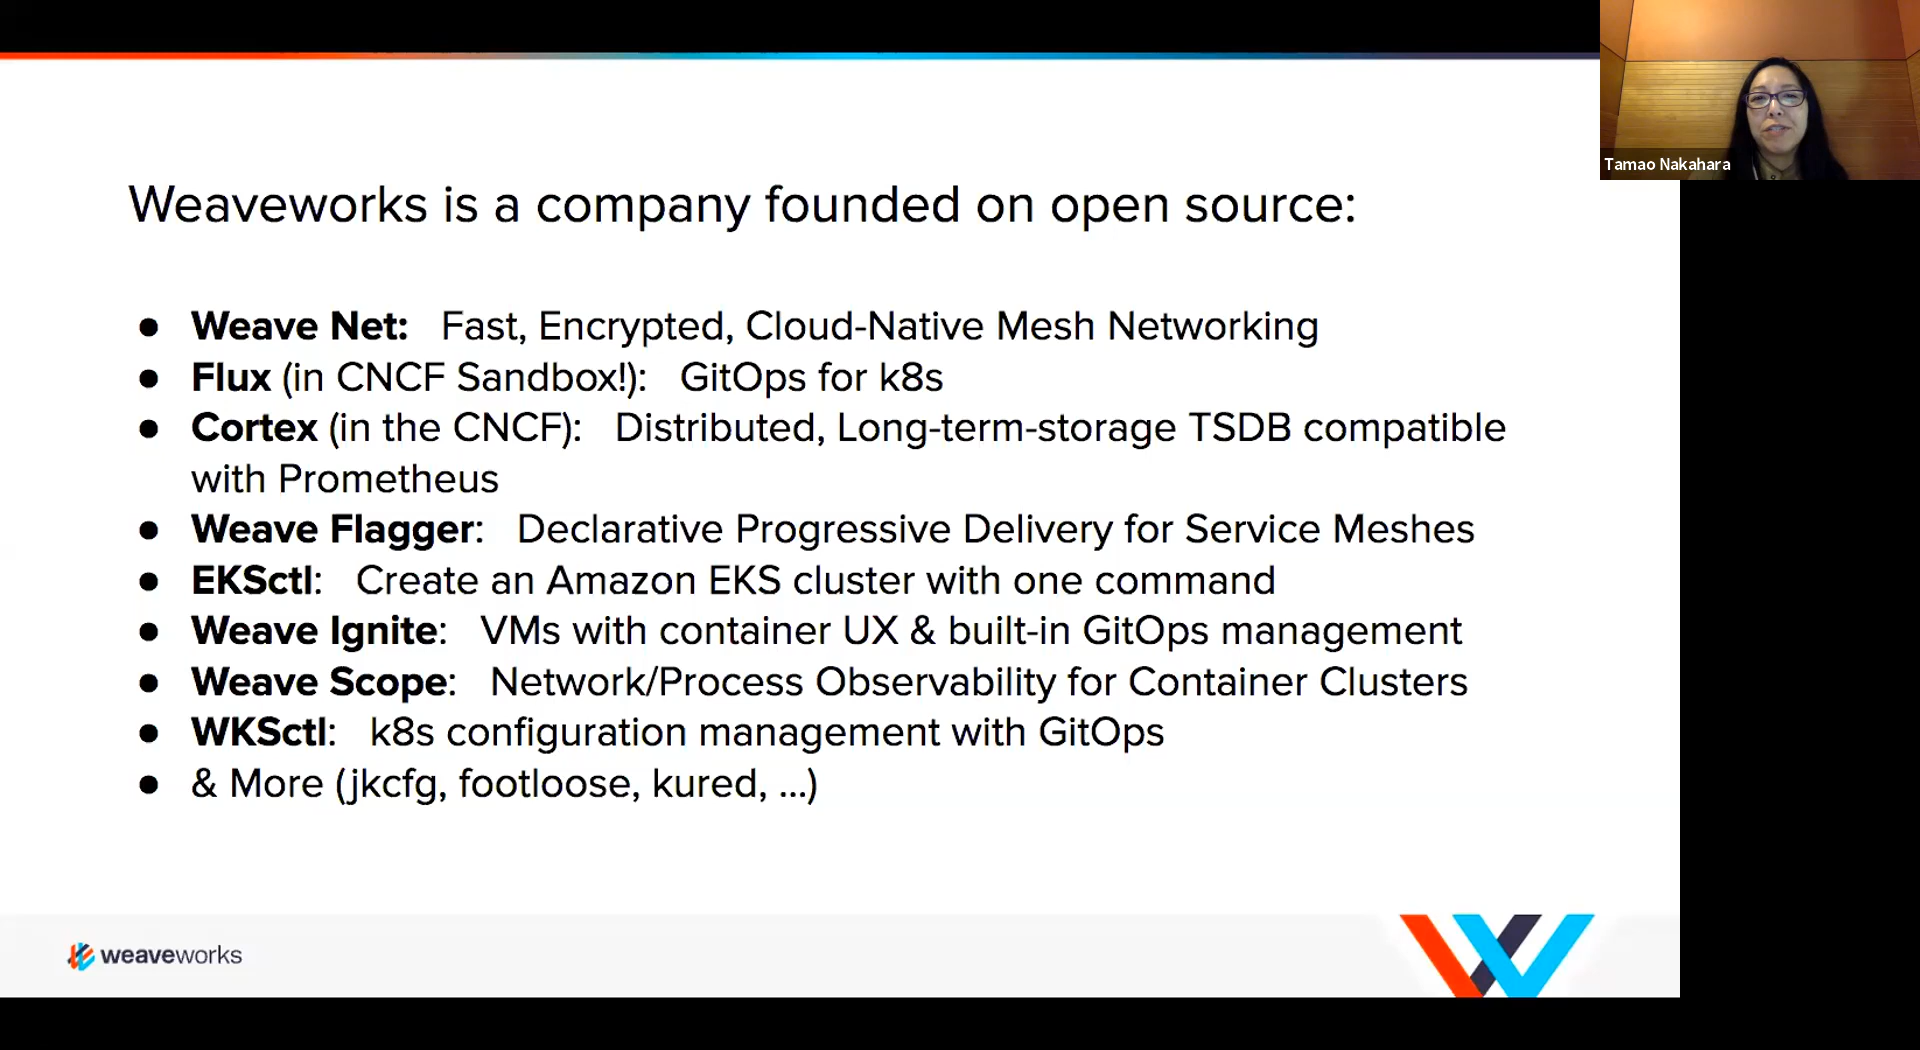 Tamao Nakahara
Weaveworks is a company founded on open source:
● Weave Net: Fast, Encrypted, Cloud-Native Mesh Networking
● Flux (in CNCF Sandbox!): GitOps for k8s
● Cortex (in the CNCF): Distributed, Long-term-storage TSDB compatible
with Prometheus
● Weave Flagger: Declarative Progressive Delivery for Service Meshes
● EKSctl: Create an Amazon EKS cluster with one command
● Weave Ignite: VMs with container UX & built-in GitOps management
● Weave Scope: Network/Process Observability for Container Clusters
● WKSctl: k8s configuration management with GitOps
● & More (jkcfg, footloose, kured, ...)
weaveworks